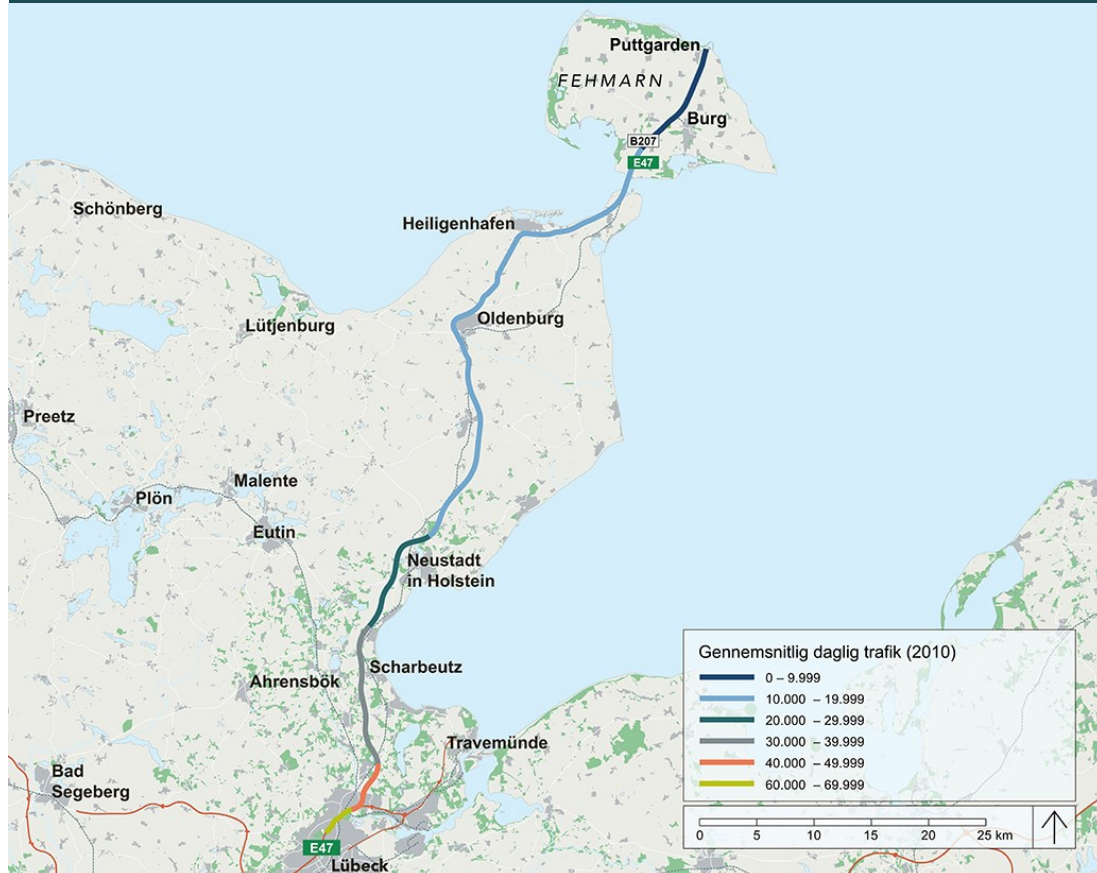 Puttgarden
FEHMARN
Burg
B207
E47
Schönberg
Heiligenhafen
Oldenburg
Lütjenburg
Preetz
Malente
Plön
Eutin
Neustadt
in Holstein
Scharbeutz
Ahrensbök
Travemünde
Bad
Segeberg
E47
Lübeck
Gennemsnitlig daglig trafik (2010)
0 – 9.999
10.000 – 19.999
20.000 – 29.999
30.000 – 39.999
40.000 – 49.999
60.000 – 69.999
0 5 10 15 20 25 km